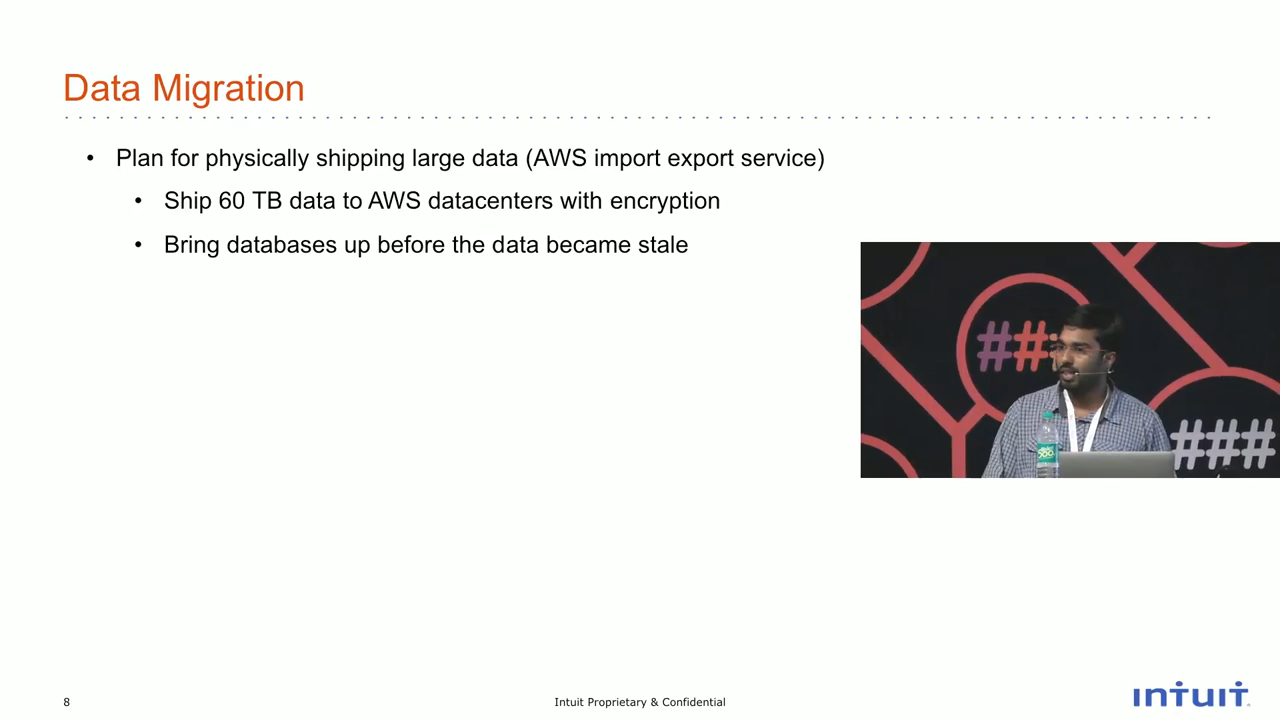 Data Migration
• Plan for physically shipping large data (AWS import export service)
• Ship 60 TB data to AWS datacenters with encryption
• Bring databases up before the data became stale
##
###
8
Intuit Proprietary & Confidential
intuit